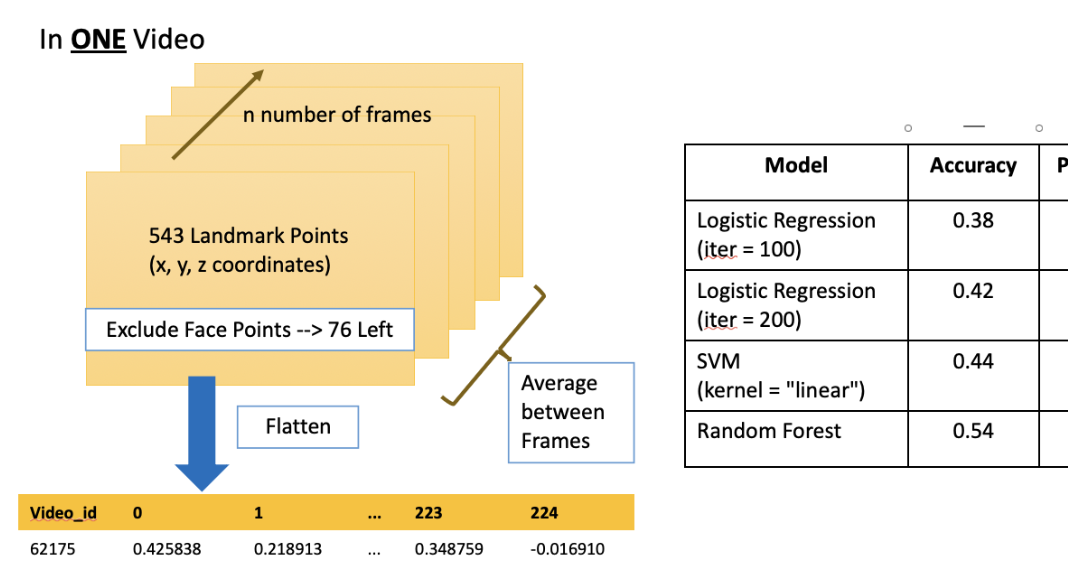 In ONE Video
n number of frames
543 Landmark Points
(x, y, z coordinates)
Exclude Face Points --> 76 Left
Average
between
Frames
Flatten
Video_id 0 1 ... 223 224
62175 0.425838 0.218913 ... 0.348759 -0.016910
Model Accuracy P
Logistic Regression 0.38
(iter = 100)
Logistic Regression 0.42
(iter = 200)
SVM 0.44
(kernel = "linear")
Random Forest 0.54